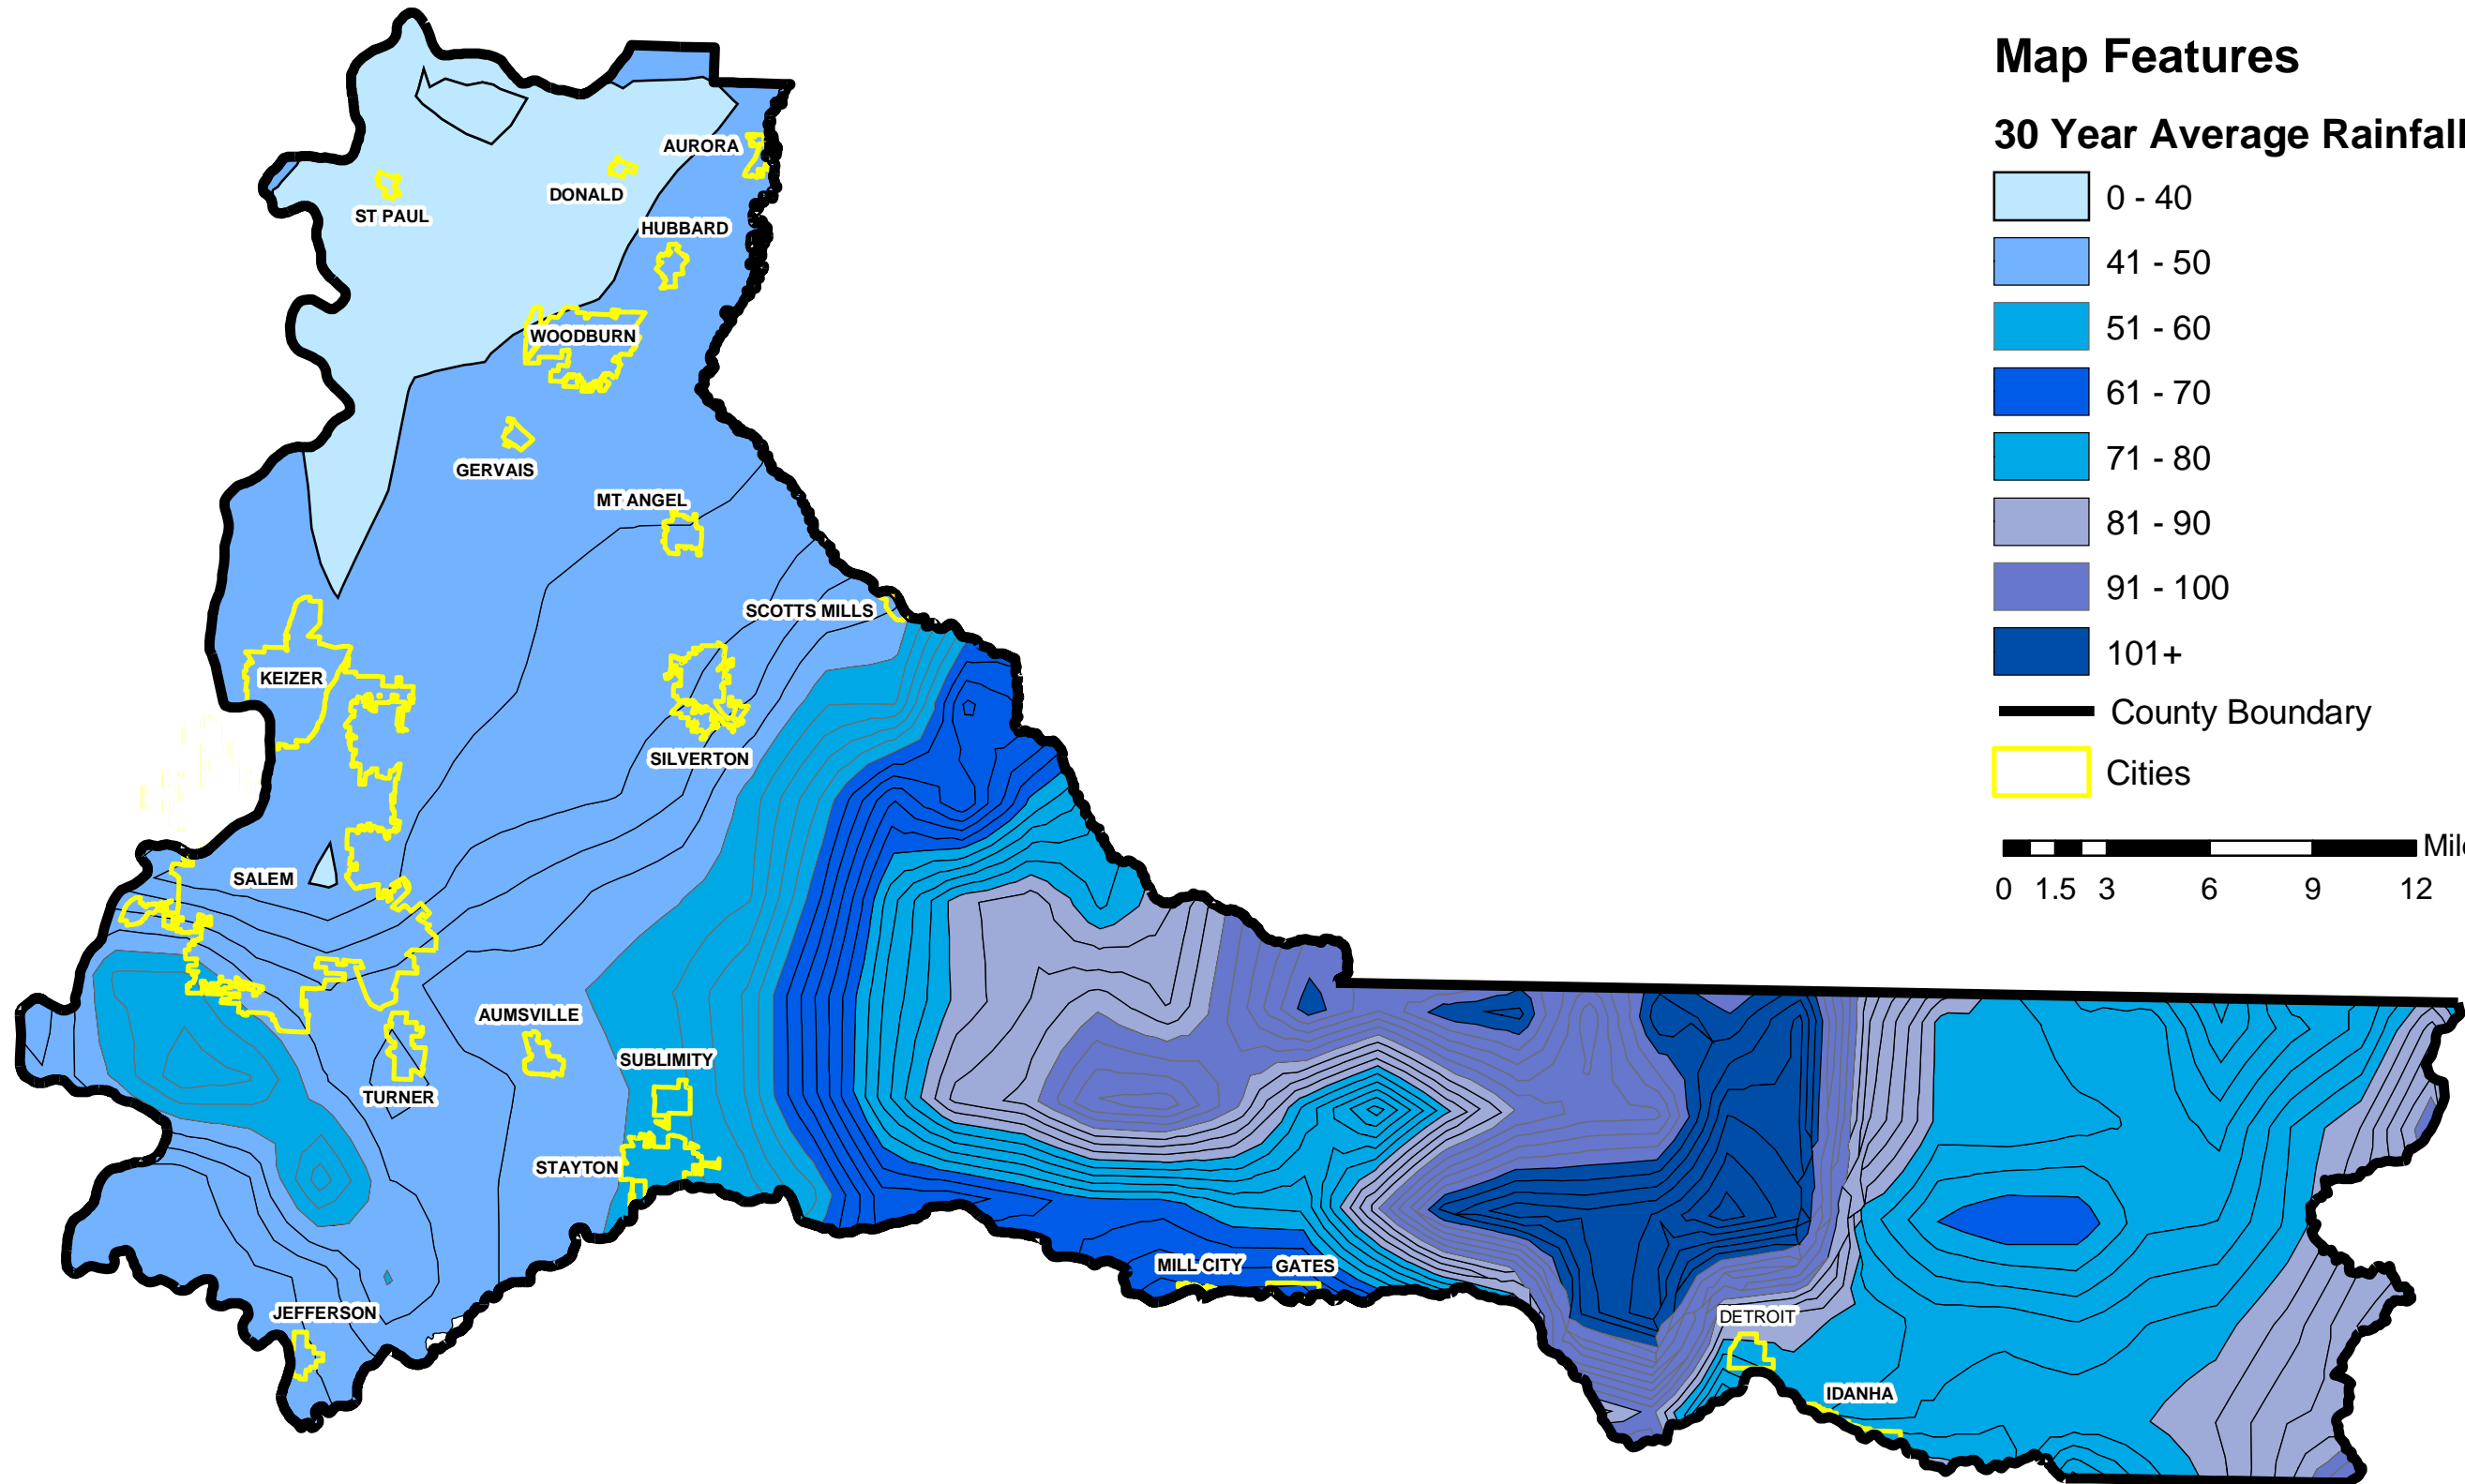 Map Features
30 Year Average Rainfall
0 - 40
41 - 50
51 - 60
61 - 70
71 - 80
81 - 90
91 - 100
101+
County Boundary
Cities
0 1.5 3 6 9 12
AURORA
DONALD
ST PAUL
HUBBARD
WOODBURN
GERVAIS
MT ANGEL
SCOTTS MILLS
KEIZER
SILVERTON
SALEM
AUMSVILLE
SUBLIMITY
TURNER
STAYTON
MILL CITY
GATES
JEFFERSON
DETROIT
IDANHA